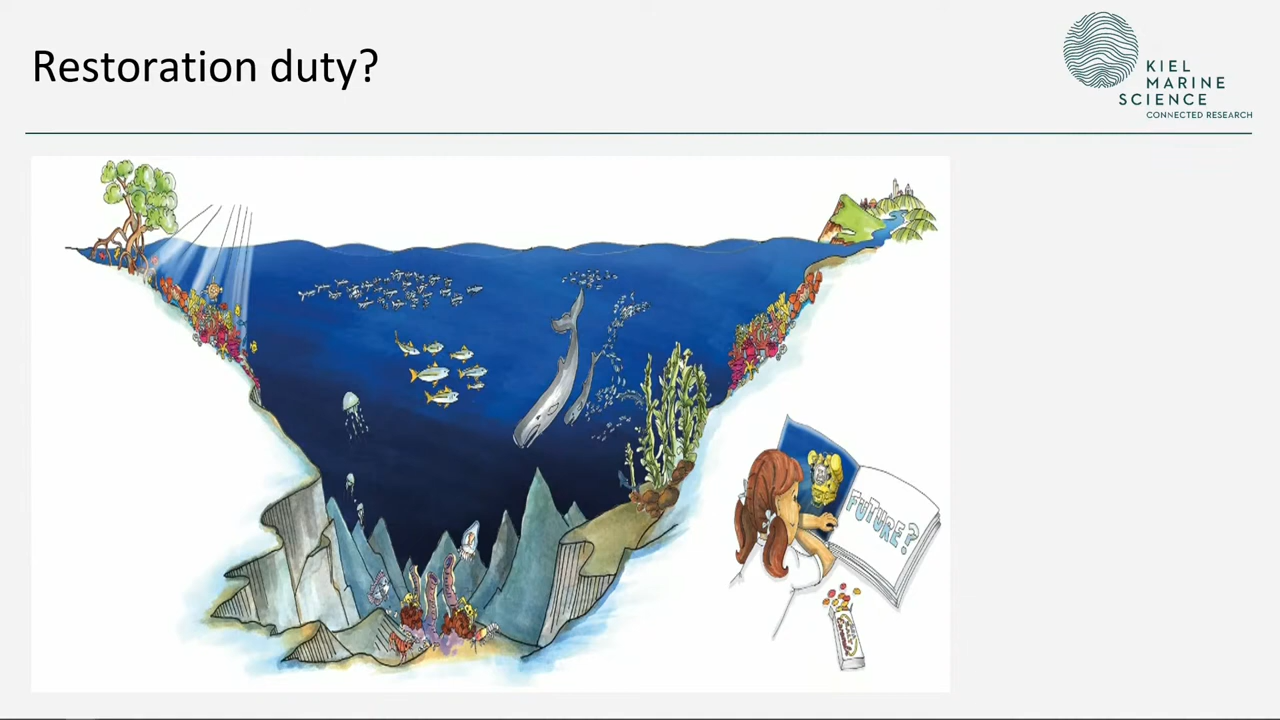 Restoration duty?
KIEL
MARINE
SCIENCE
CONNECTED RESEARCH
FUTURE?